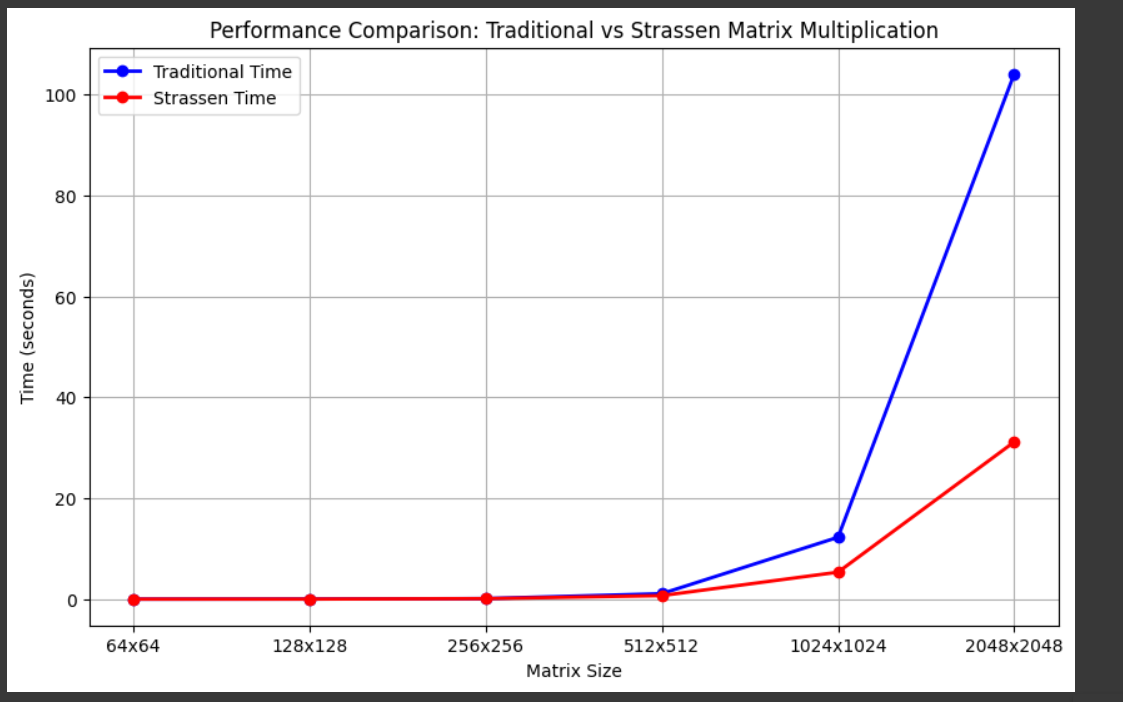 Performance Comparison: Traditional vs Strassen Matrix Multiplication
Traditional Time
Strassen Time
100
80
60
40
20
0
Time (seconds)
64x64 128x128 256x256 512x512 1024x1024 2048x2048
Matrix Size